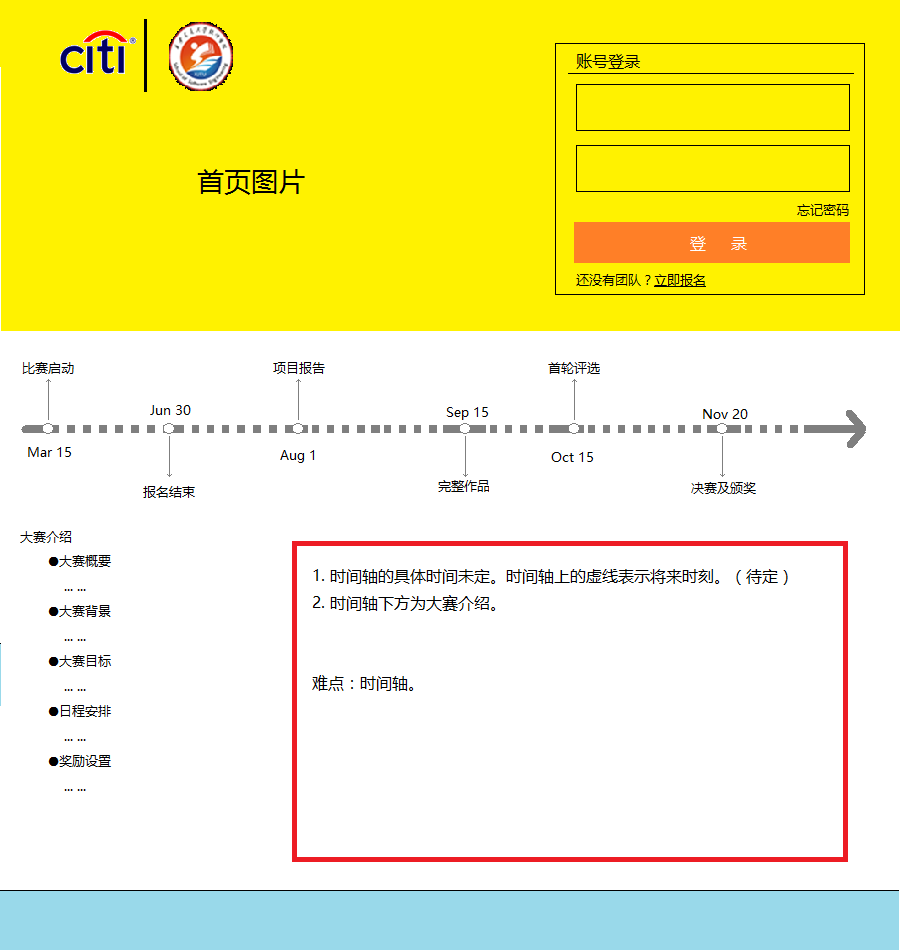 citi®
账号登录
首页图片
忘记密码
登 录
还没有团队？立即报名
比赛启动
项目报告
首轮评选
Jun 30
Sep 15
Nov 20
Mar 15
Aug 1
Oct 15
报名结束
完整作品
决赛及颁奖
大赛介绍
●大赛概要
... ...
●大赛背景
... ...
●大赛目标
... ...
●日程安排
... ...
●奖励设置
... ...
1. 时间轴的具体时间未定。时间轴上的虚线表示将来时刻。（待定）
2. 时间轴下方为大赛介绍。
难点：时间轴。